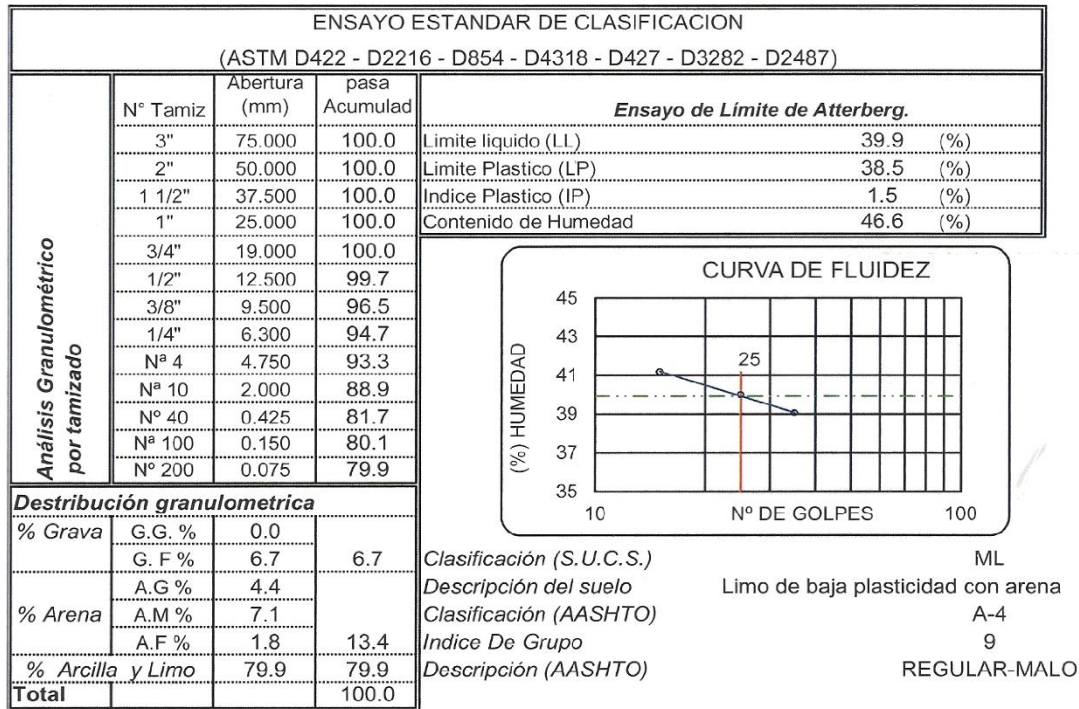 ENSAYO ESTANDAR DE CLASIFICACION
(ASTM D422 - D2216 - D854 - D4318 - D427 - D3282 - D2487)
Análisis Granulométrico
por tamizado
N° Tamiz Abertura (mm) pasa Acumulad
3" 75.000 100.0
2" 50.000 100.0
1 1/2" 37.500 100.0
1" 25.000 100.0
3/4" 19.000 100.0
1/2" 12.500 99.7
3/8" 9.500 96.5
1/4" 6.300 94.7
Nª 4 4.750 93.3
Nª 10 2.000 88.9
Nº 40 0.425 81.7
Nª 100 0.150 80.1
Nº 200 0.075 79.9
Ensayo de Límite de Atterberg.
Limite liquido (LL) 39.9 (%)
Limite Plastico (LP) 38.5 (%)
Indice Plastico (IP) 1.5 (%)
Contenido de Humedad 46.6 (%)
CURVA DE FLUIDEZ
(%) HUMEDAD
45
43
41
39
37
35
25
10 Nº DE GOLPES 100
Destribución granulometrica
% Grava G.G. % 0.0
G. F % 6.7 6.7
% Arena A.G % 4.4
A.M % 7.1
A.F % 1.8 13.4
% Arcilla y Limo 79.9 79.9
Total 100.0
Clasificación (S.U.C.S.) ML
Descripción del suelo Limo de baja plasticidad con arena
Clasificación (AASHTO) A-4
Indice De Grupo 9
Descripción (AASHTO) REGULAR-MALO